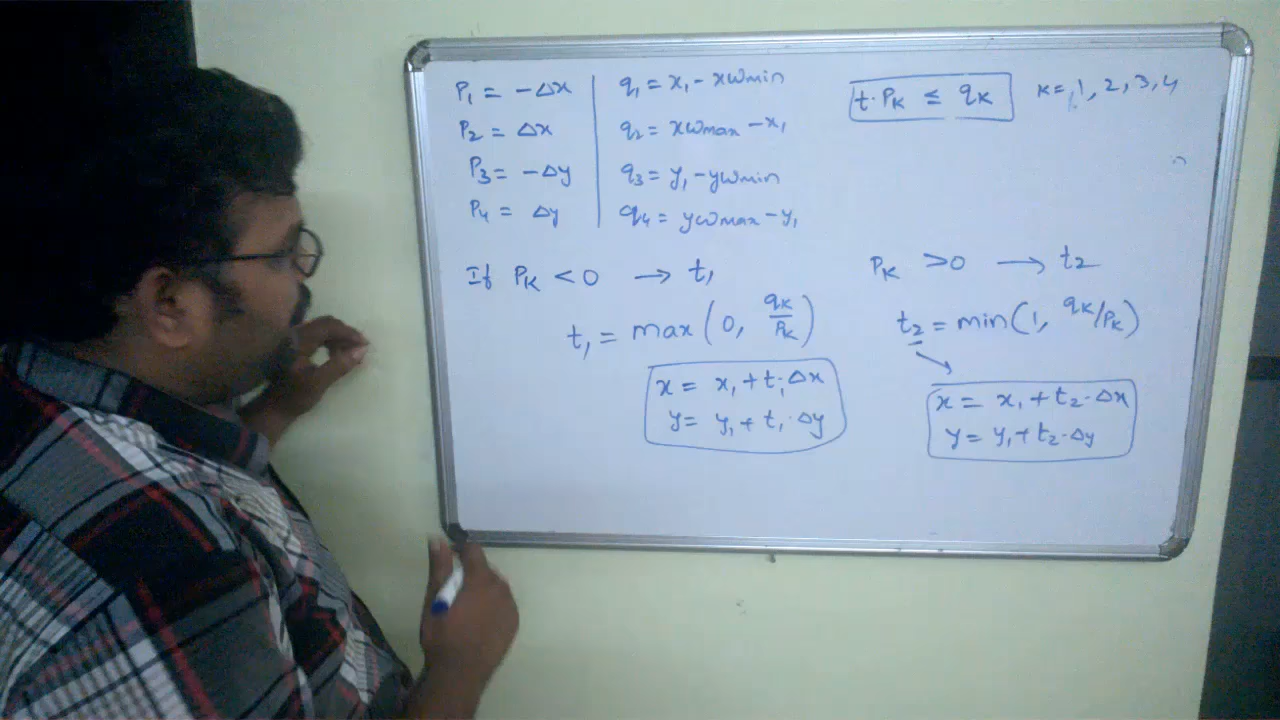 P₁ = -Δx
P₂ = Δx
P₃ = -Δy
P₄ = Δy
q₁ = x₁ - xwmin
q₂ = xwmax - x₁
q₃ = y₁ - ywmin
q₄ = ywmax - y₁
t·Pₖ ≤ qₖ k=1, 2, 3, 4
If Pₖ < 0 → t₁
t₁ = max(0, qₖ/Pₖ)
x = x₁ + t₁·Δx
y = y₁ + t₁·Δy
Pₖ > 0 → t₂
t₂ = min(1, qₖ/Pₖ)
x = x₁ + t₂·Δx
y = y₁ + t₂·Δy